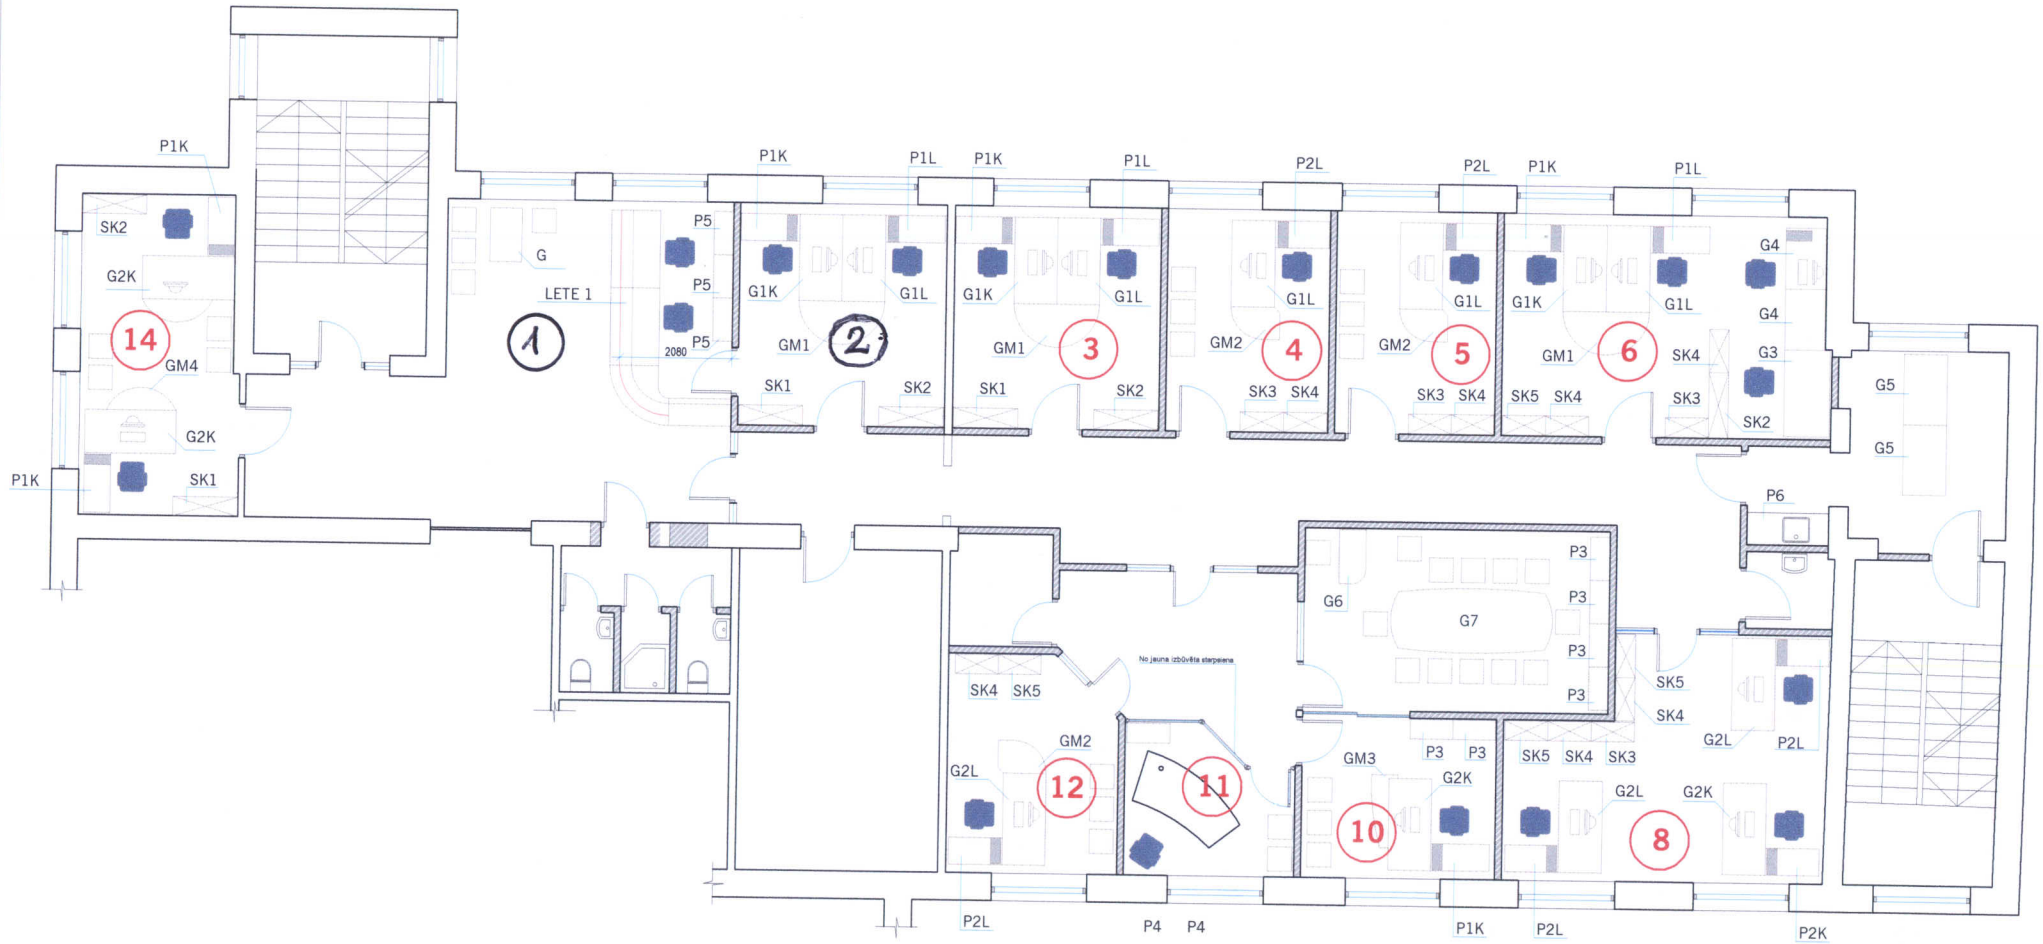 P1K
P1K
P1L
P1K
P1L
P2L
P2L
P1K
P1L
SK2
G2K
14
GM4
G2K
SK1
P1K
G
LETE 1
1
P5
P5
P5
2080
G1K
G1L
GM1
2
SK1
SK2
G1K
G1L
GM1
3
SK1
SK2
G1L
GM2
4
SK3
SK4
G1L
GM2
5
SK3
SK4
G1K
G1L
GM1
6
SK5
SK4
SK4
SK3
SK2
G4
G4
G3
G5
G5
P6
G6
G7
P3
P3
P3
P3
No jauna izbūvēta starpsiena
SK4
SK5
GM2
G2L
12
P2L
11
P4
P4
GM3
P3
P3
G2K
10
P1K
SK5
SK4
SK5
SK4
SK3
G2L
P2L
G2L
G2K
8
P2L
P2K